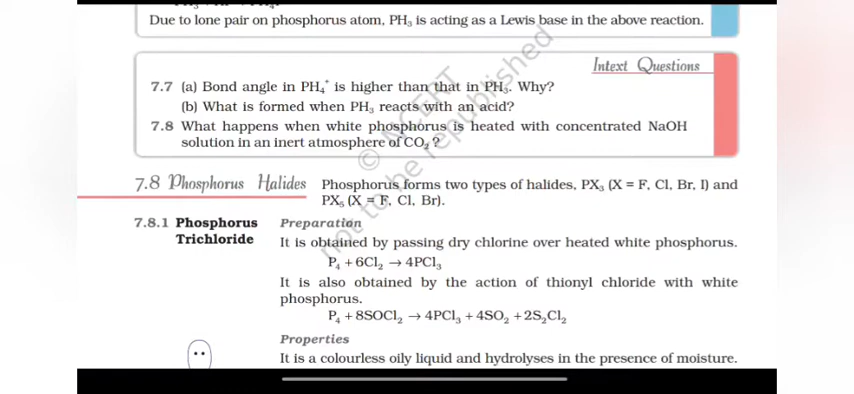 Due to lone pair on phosphorus atom, PH₃ is acting as a Lewis base in the above reaction.
Intext Questions
7.7 (a) Bond angle in PH₄⁺ is higher than that in PH₃. Why?
(b) What is formed when PH₃ reacts with an acid?
7.8 What happens when white phosphorus is heated with concentrated NaOH
solution in an inert atmosphere of CO₂ ?
© NCERT
not to be republished
7.8 Phosphorus Halides
Phosphorus forms two types of halides, PX₃ (X = F, Cl, Br, I) and
PX₅ (X = F, Cl, Br).
7.8.1 Phosphorus
Trichloride
Preparation
It is obtained by passing dry chlorine over heated white phosphorus.
P₄ + 6Cl₂ → 4PCl₃
It is also obtained by the action of thionyl chloride with white
phosphorus.
P₄ + 8SOCl₂ → 4PCl₃ + 4SO₂ + 2S₂Cl₂
Properties
It is a colourless oily liquid and hydrolyses in the presence of moisture.